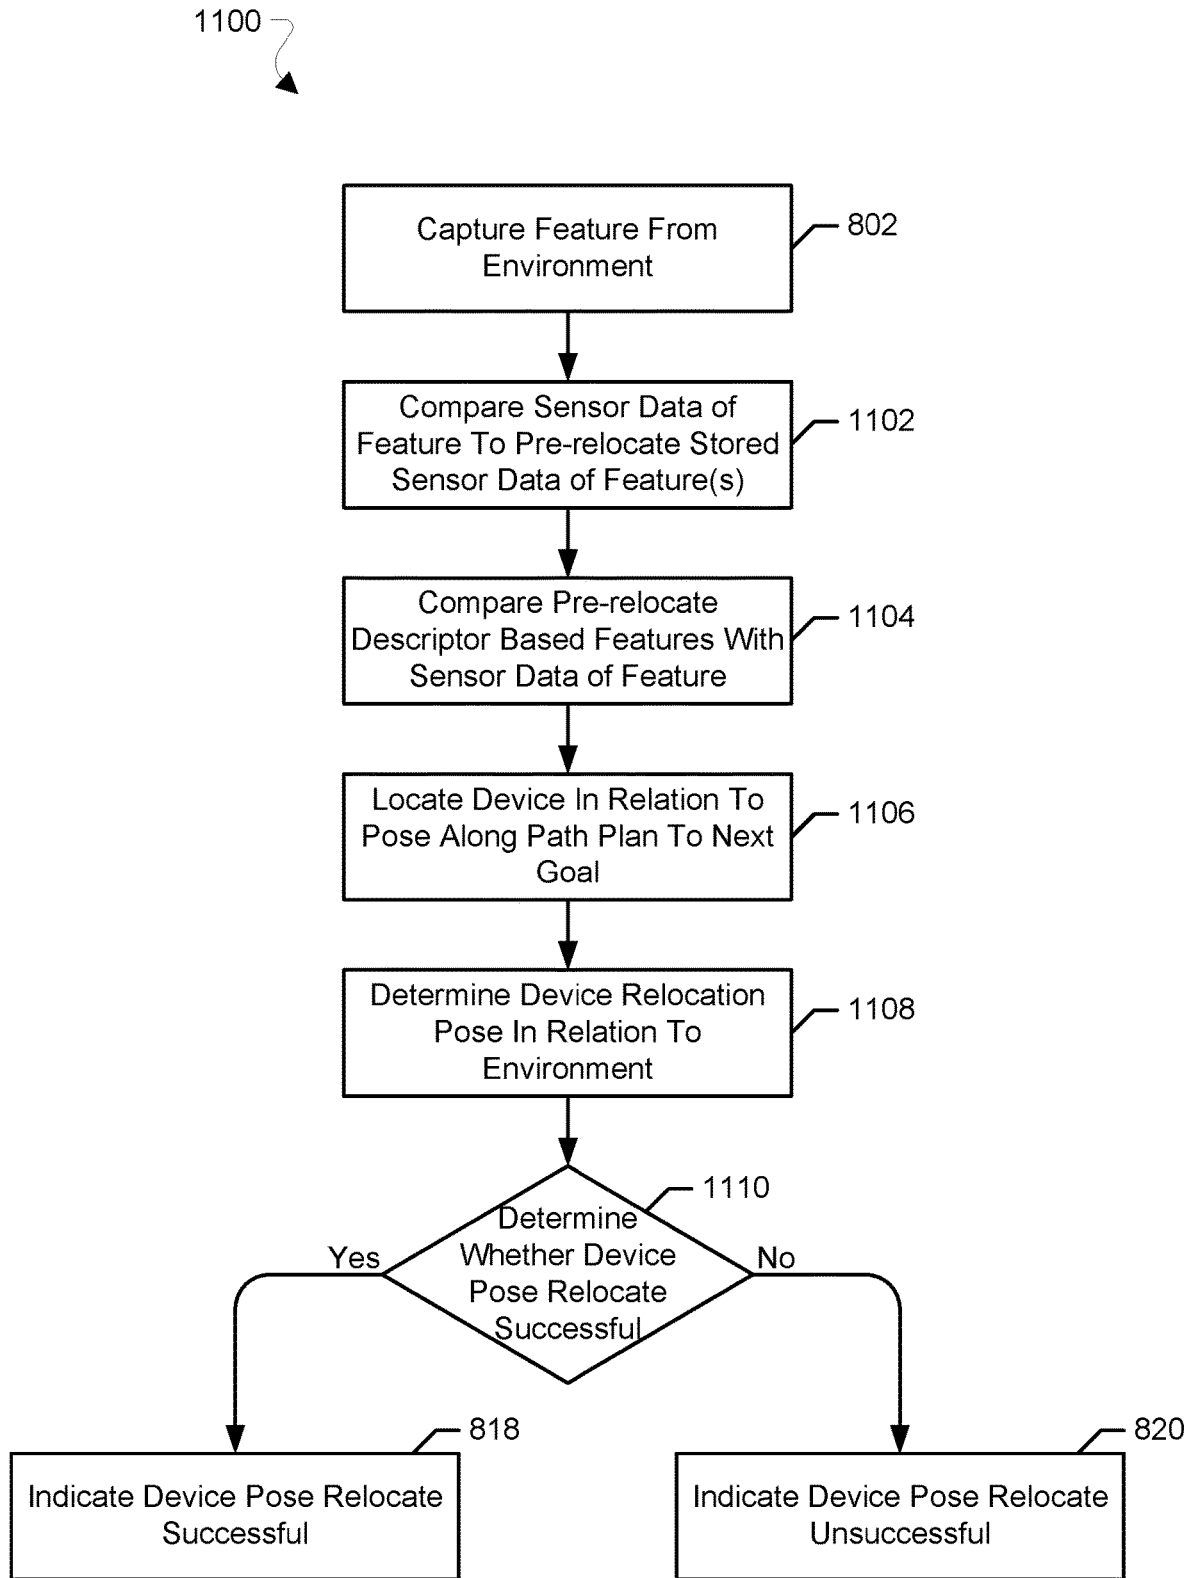 1100
Capture Feature From
Environment
802
Compare Sensor Data of
Feature To Pre-relocate Stored
Sensor Data of Feature(s)
1102
Compare Pre-relocate
Descriptor Based Features With
Sensor Data of Feature
1104
Locate Device In Relation To
Pose Along Path Plan To Next
Goal
1106
Determine Device Relocation
Pose In Relation To
Environment
1108
1110
Determine
Whether Device
Pose Relocate
Successful
Yes
No
818
Indicate Device Pose Relocate
Successful
820
Indicate Device Pose Relocate
Unsuccessful